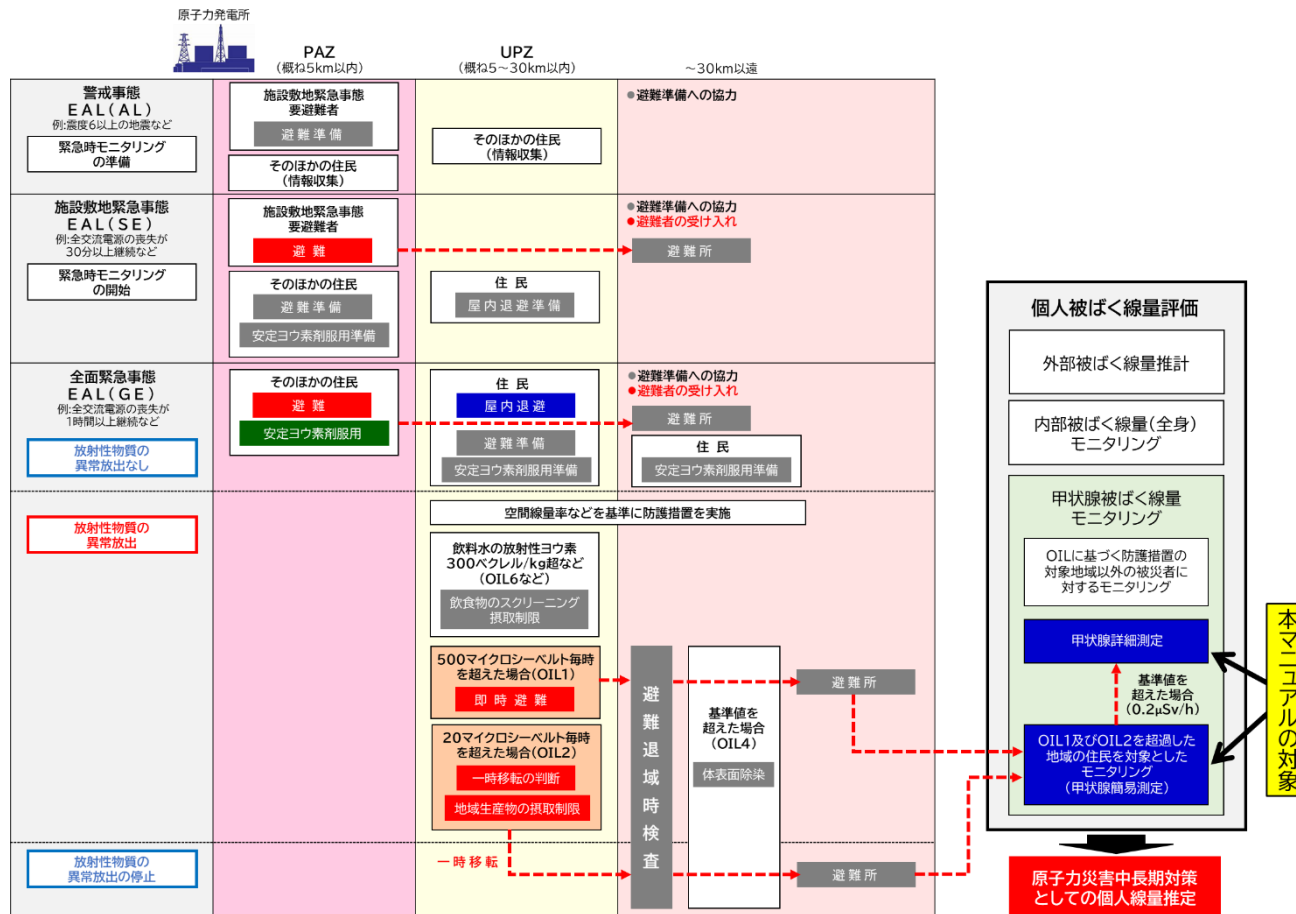 原子力発電所
PAZ
(概ね5km以内)
UPZ
(概ね5～30km以内)
～30km以遠
警戒事態
EAL(AL)
例:震度6以上の地震など
緊急時モニタリング
の準備
施設敷地緊急事態
要避難者
避難準備
そのほかの住民
(情報収集)
そのほかの住民
(情報収集)
●避難準備への協力
施設敷地緊急事態
EAL(SE)
例:全交流電源の喪失が
30分以上継続など
緊急時モニタリング
の開始
施設敷地緊急事態
要避難者
避難
そのほかの住民
避難準備
安定ヨウ素剤服用準備
住民
屋内退避準備
●避難準備への協力
●避難者の受け入れ
避難所
全面緊急事態
EAL(GE)
例:全交流電源の喪失が
1時間以上継続など
放射性物質の
異常放出なし
そのほかの住民
避難
安定ヨウ素剤服用
住民
屋内退避
避難準備
安定ヨウ素剤服用準備
●避難準備への協力
●避難者の受け入れ
避難所
住民
安定ヨウ素剤服用準備
放射性物質の
異常放出
空間線量率などを基準に防護措置を実施
飲料水の放射性ヨウ素
300ベクレル/kg超など
(OIL6など)
飲食物のスクリーニング
摂取制限
500マイクロシーベルト毎時
を超えた場合(OIL1)
即時避難
20マイクロシーベルト毎時
を超えた場合(OIL2)
一時移転の判断
地域生産物の摂取制限
避難退域時検査
基準値
を超えた場合
(OIL4)
体表面除染
避難所
放射性物質の
異常放出の停止
一時移転
避難所
個人被ばく線量評価
外部被ばく線量推計
内部被ばく線量(全身)
モニタリング
甲状腺被ばく線量
モニタリング
OILに基づく防護措置の
対象地域以外の被災者に
対するモニタリング
甲状腺詳細測定
基準値を
超えた場合
(0.2μSv/h)
OIL1及びOIL2を超過した
地域の住民を対象とした
モニタリング
(甲状腺簡易測定)
本マニュアルの対象
原子力災害中長期対策
としての個人線量推定